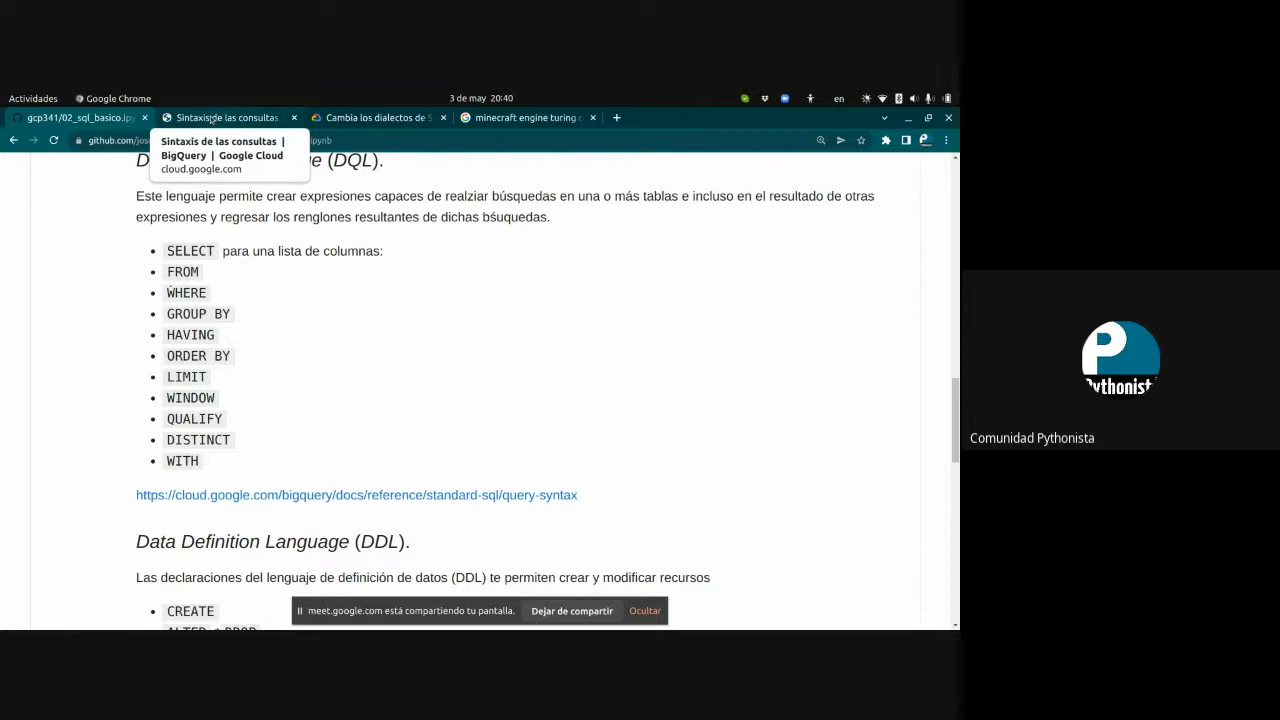 Actividades Google Chrome 3 de may 20:40 en
gcp341/02_sql_basico.ipy Sintaxis de las consultas Cambia los dialectos de S minecraft engine turing c
github.com/jos ipynb
Sintaxis de las consultas |
BigQuery | Google Cloud
cloud.google.com
D e (DQL).
Este lenguaje permite crear expresiones capaces de realziar búsquedas en una o más tablas e incluso en el resultado de otras
expresiones y regresar los renglones resultantes de dichas bśuquedas.
SELECT para una lista de columnas:
FROM
WHERE
GROUP BY
HAVING
ORDER BY
LIMIT
WINDOW
QUALIFY
DISTINCT
WITH
https://cloud.google.com/bigquery/docs/reference/standard-sql/query-syntax
Data Definition Language (DDL).
Las declaraciones del lenguaje de definición de datos (DDL) te permiten crear y modificar recursos
CREATE
meet.google.com está compartiendo tu pantalla. Dejar de compartir Ocultar
Pythonist
Comunidad Pythonista